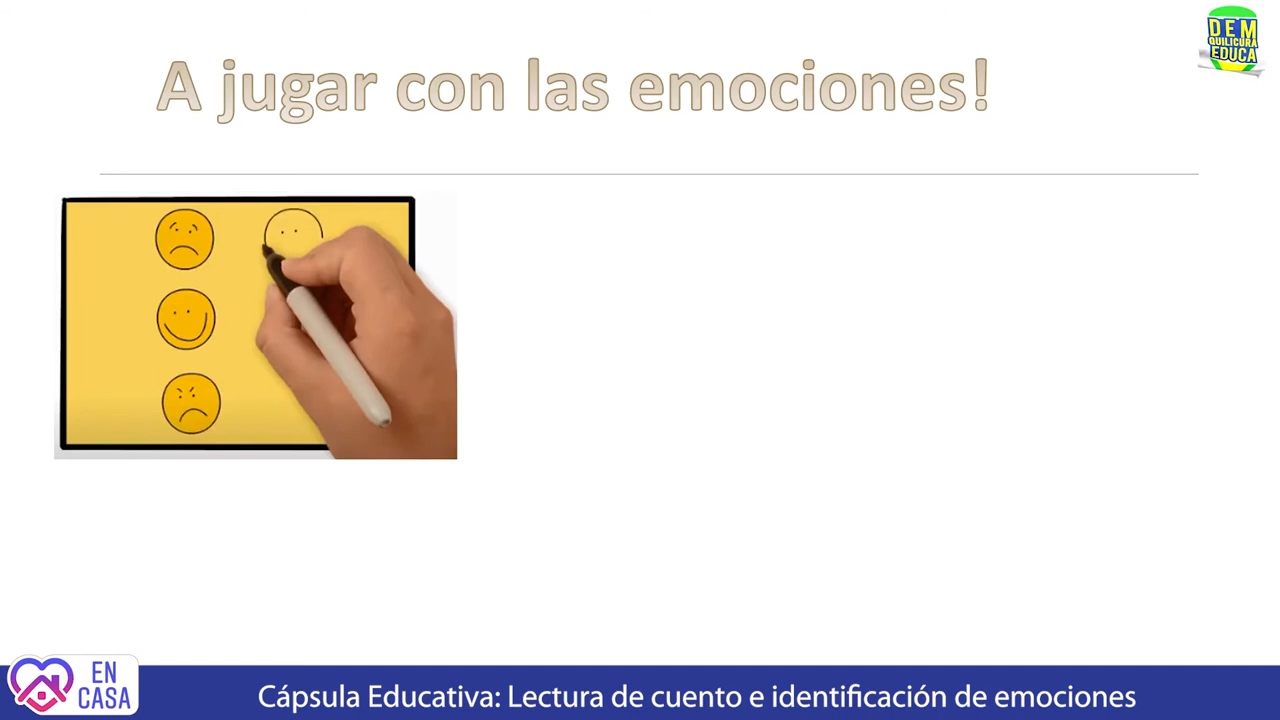 A jugar con las emociones!
DEM
QUILICURA
EDUCA
EN
CASA
Cápsula Educativa: Lectura de cuento e identificación de emociones